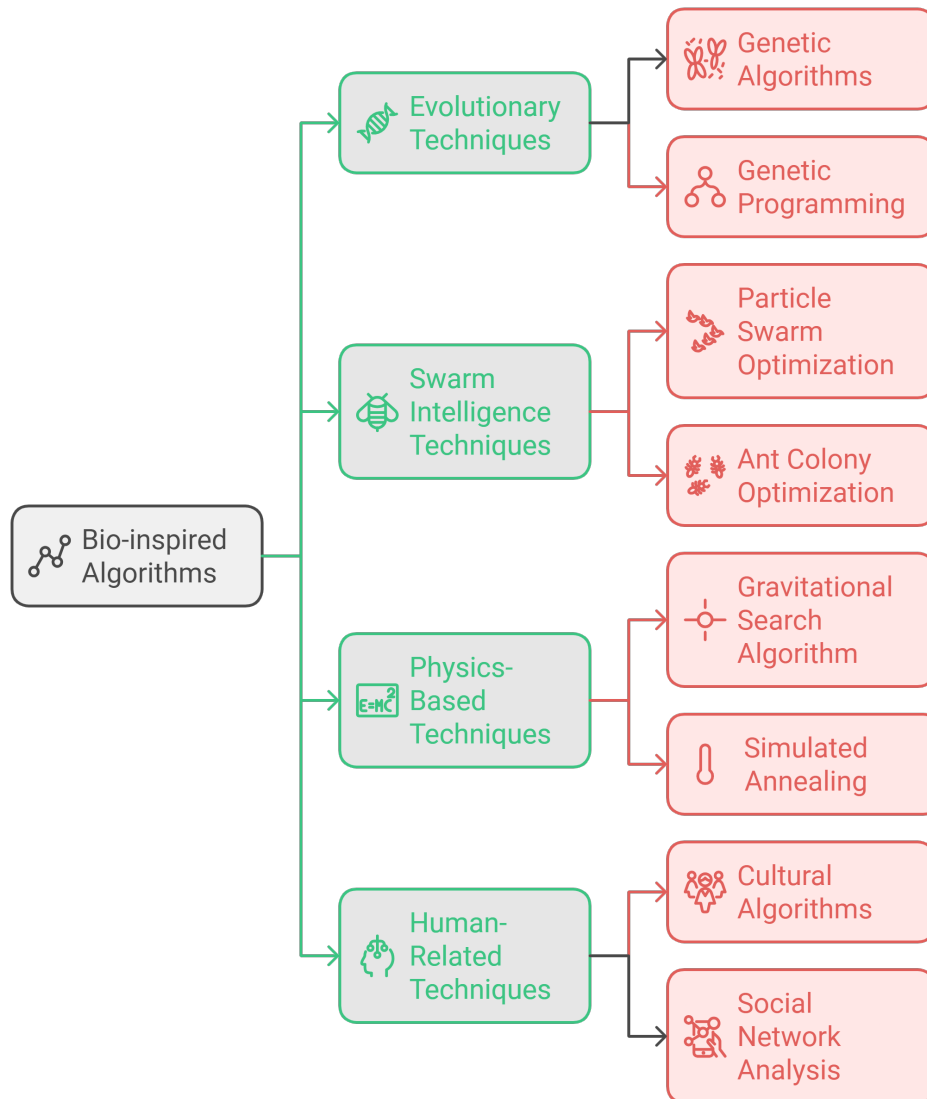 Genetic
Algorithms
Evolutionary
Techniques
Genetic
Programming
Particle
Swarm
Optimization
Swarm
Intelligence
Techniques
Ant Colony
Optimization
Bio-inspired
Algorithms
Gravitational
Search
Algorithm
Physics-
Based
Techniques
E=MC2
Simulated
Annealing
Cultural
Algorithms
Human-
Related
Techniques
Social
Network
Analysis